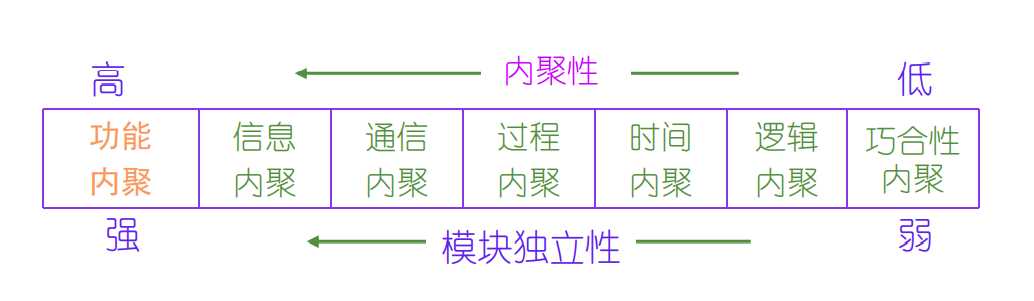 高 内聚性 低
功能 信息 通信 过程 时间 逻辑 巧合性
内聚 内聚 内聚 内聚 内聚 内聚 内聚
强 模块独立性 弱